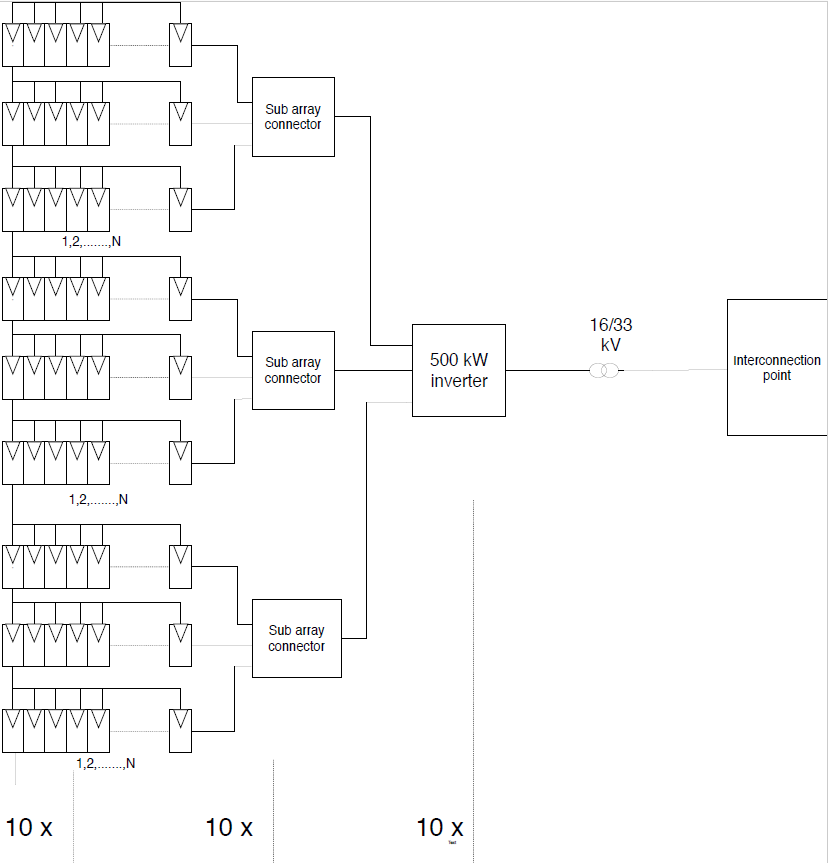 Sub array
connector
1,2,.......,N
16/33
kV
Sub array
connector
500 kW
inverter
Interconnection
point
1,2,.......,N
Sub array
connector
1,2,.......,N
10 x
10 x
10 x
Text